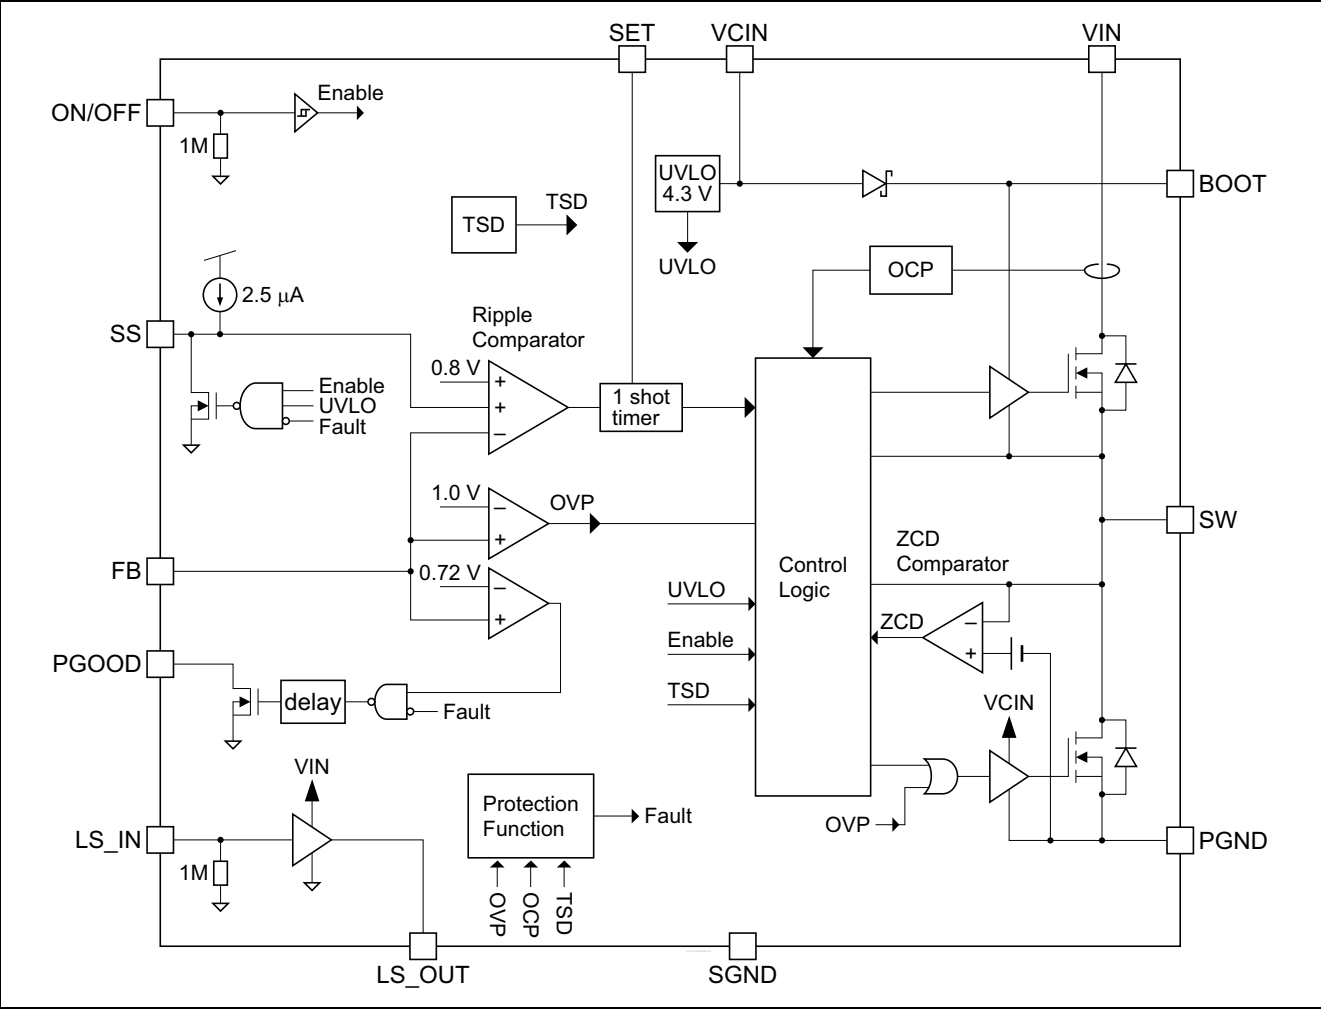 SET
VCIN
VIN
ON/OFF
Enable
1M
UVLO
4.3 V
BOOT
TSD
TSD
UVLO
OCP
2.5 μA
SS
Ripple
Comparator
0.8 V
+
+
−
1 shot
timer
Enable
UVLO
Fault
1.0 V
−
+
OVP
SW
ZCD
Comparator
Control
Logic
FB
0.72 V
−
+
UVLO
ZCD
−
+
Enable
PGOOD
TSD
VCIN
delay
Fault
VIN
Protection
Function
Fault
OVP
LS_IN
PGND
1M
OVP
OCP
TSD
LS_OUT
SGND